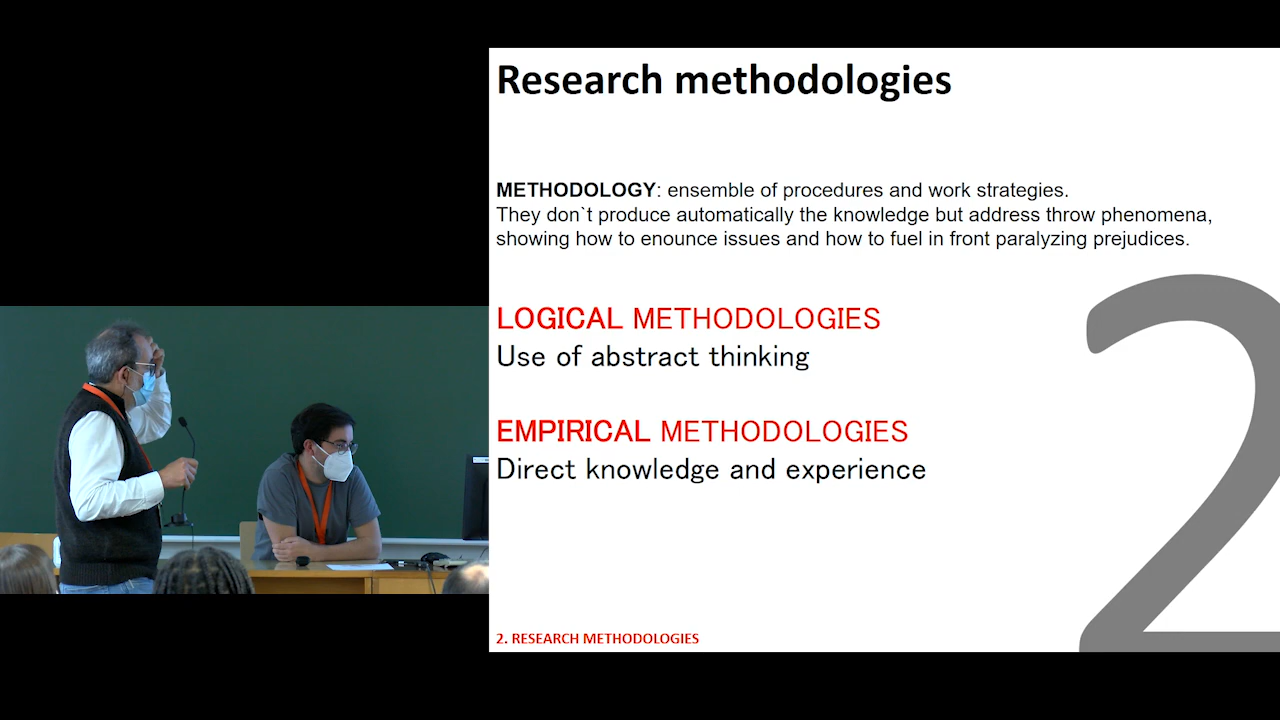 Research methodologies
METHODOLOGY: ensemble of procedures and work strategies.
They don`t produce automatically the knowledge but address throw phenomena,
showing how to enounce issues and how to fuel in front paralyzing prejudices.
LOGICAL METHODOLOGIES
Use of abstract thinking
EMPIRICAL METHODOLOGIES
Direct knowledge and experience
2
2. RESEARCH METHODOLOGIES